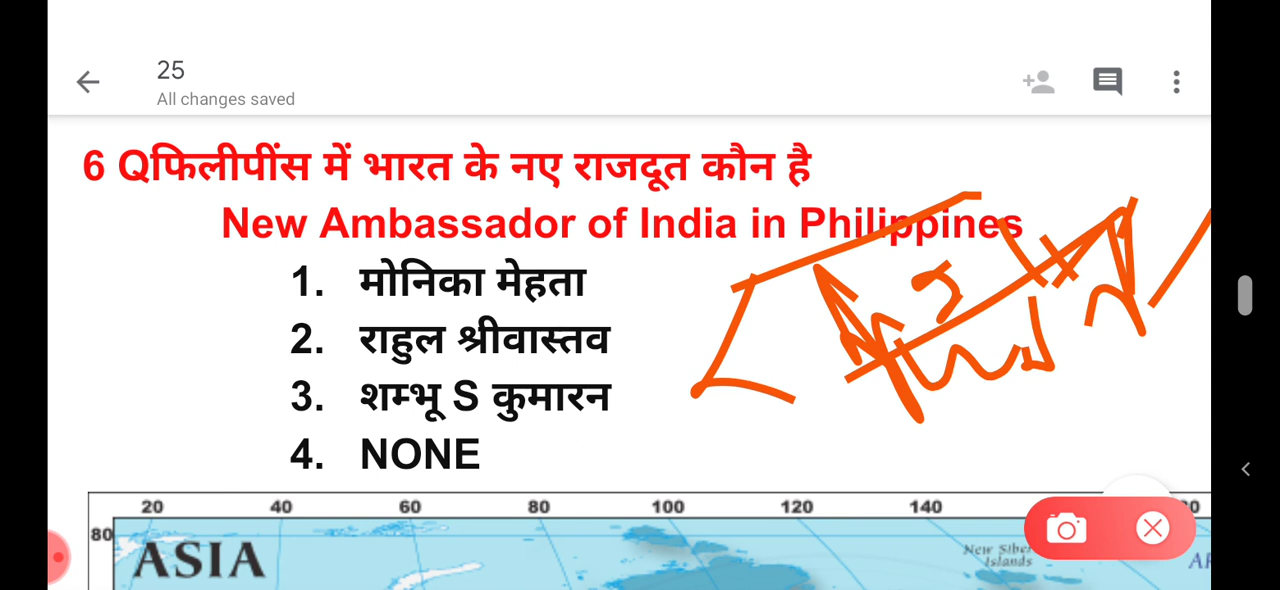 25
All changes saved
6 Qफिलीपींस में भारत के नए राजदूत कौन है
New Ambassador of India in Philippines
1. मोनिका मेहता
2. राहुल श्रीवास्तव
3. शम्भू S कुमारन
4. NONE
20 40 60 80 100 120 140
80
ASIA
New Siber
Islands